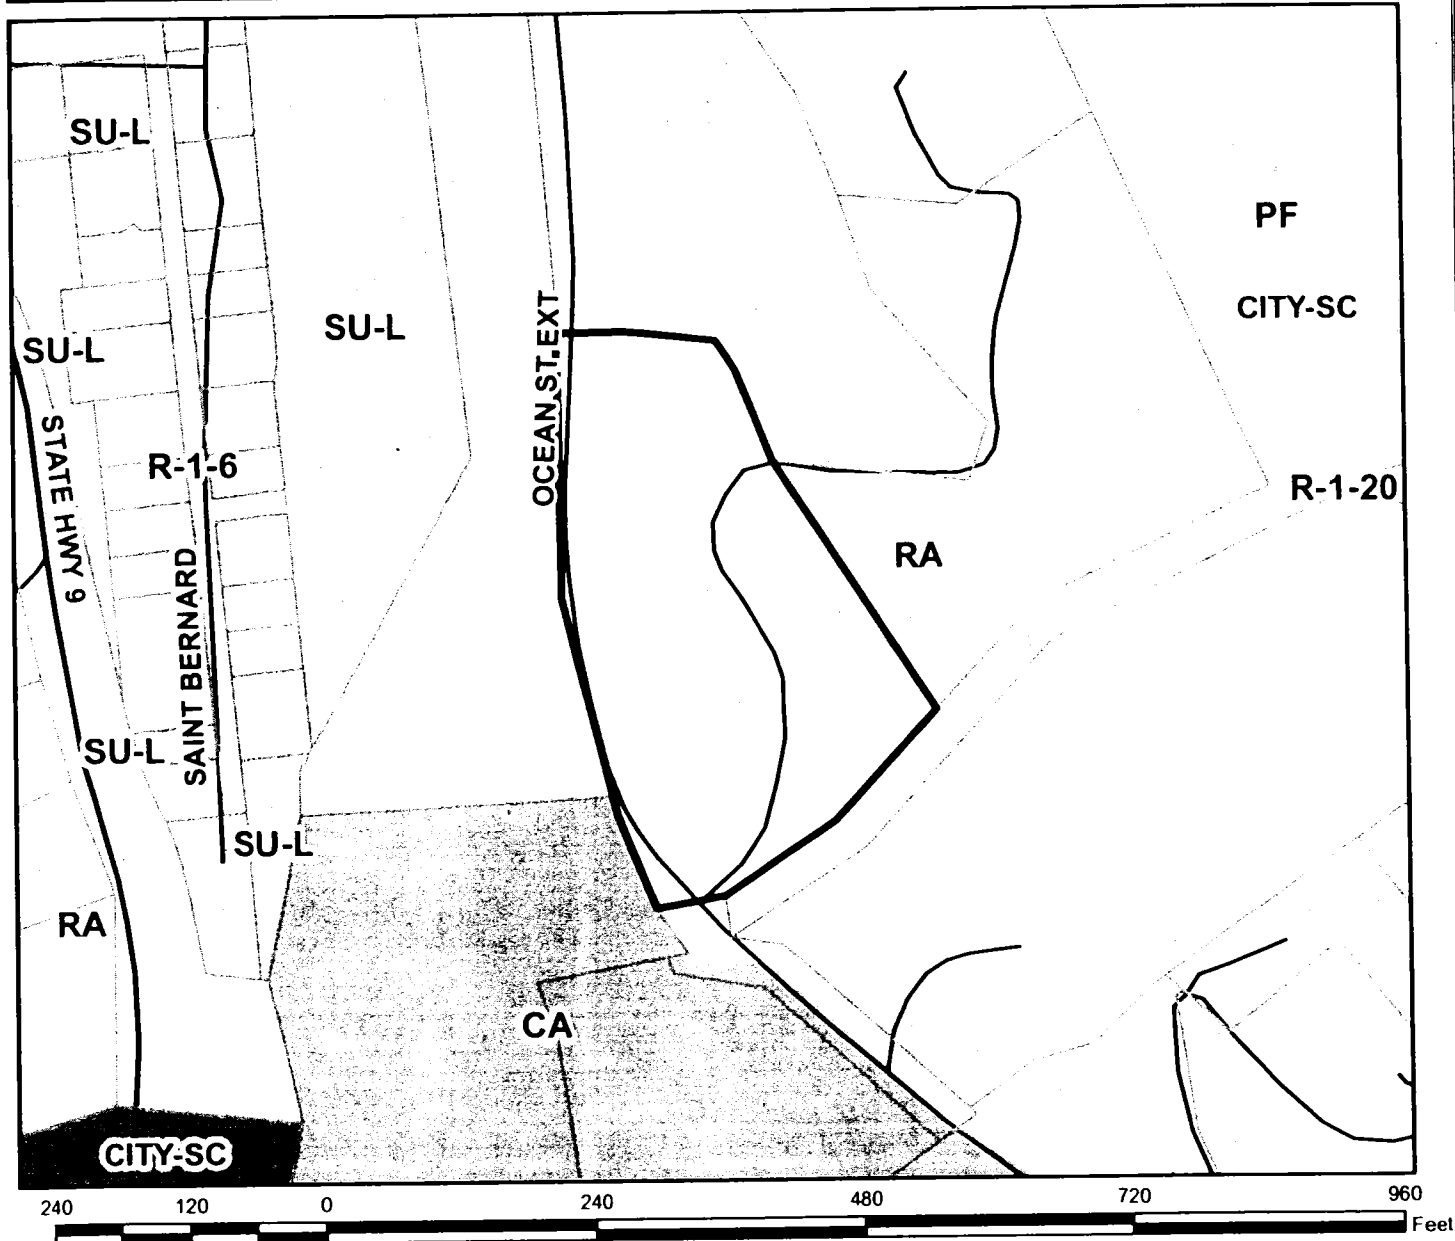 SU-L
PF
CITY-SC
SU-L
SU-L
OCEAN ST. EXT
STATE HWY 9
R-1-6
R-1-20
RA
SAINT BERNARD
SU-L
SU-L
RA
CA
CITY-SC
240 120 0 240 480 720 960
Feet